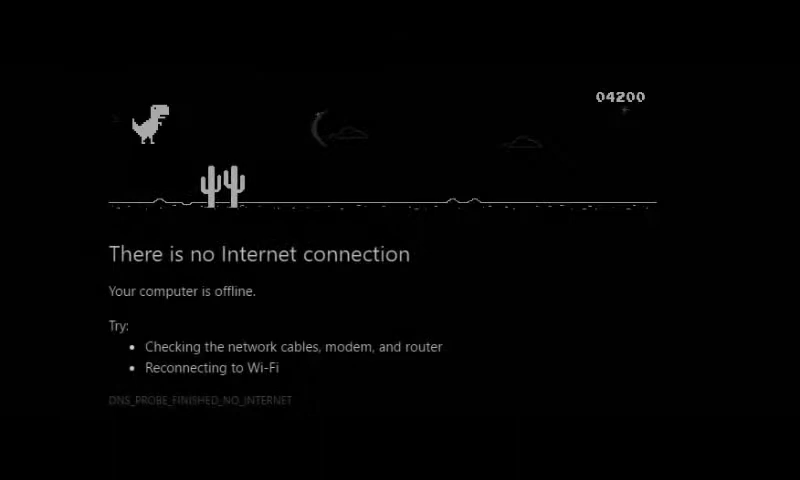 04200
There is no Internet connection
Your computer is offline.
Try:
Checking the network cables, modem, and router
Reconnecting to Wi-Fi
DNS_PROBE_FINISHED_NO_INTERNET